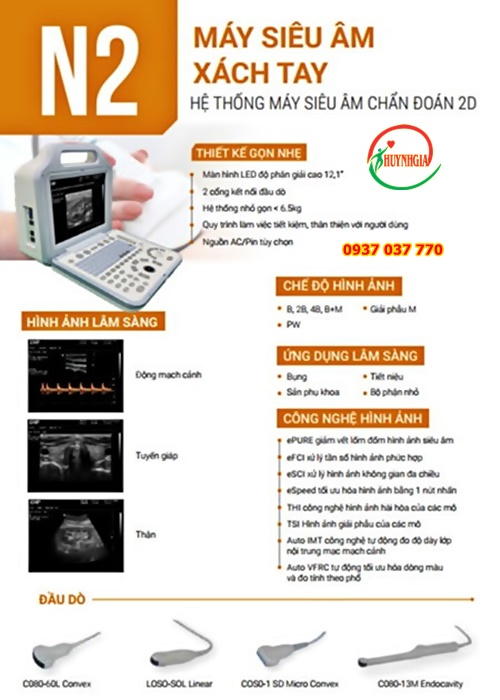 N2
MÁY SIÊU ÂM
XÁCH TAY
HỆ THỐNG MÁY SIÊU ÂM CHẨN ĐOÁN 2D
HUYNHGIA
THIẾT KẾ GỌN NHẸ
Màn hình LED độ phân giải cao 12,1"
2 cổng kết nối đầu dò
Hệ thống nhỏ gọn < 6.5kg
Quy trình làm việc tiết kiệm, thân thiện với người dùng
Nguồn AC/Pin tùy chọn
0937 037 770
CHẾ ĐỘ HÌNH ẢNH
• B, 2B, 4B, B+M
• Giải phẫu M
• PW
HÌNH ẢNH LÂM SÀNG
Động mạch cảnh
Tuyến giáp
Thận
ỨNG DỤNG LÂM SÀNG
• Bụng
• Tiết niệu
• Sản phụ khoa
• Bộ phận nhỏ
CÔNG NGHỆ HÌNH ẢNH
ePURE giảm vết lốm đốm hình ảnh siêu âm
eFCI xử lý tần số hình ảnh phức hợp
eSCI xử lý hình ảnh không gian đa chiều
eSpeed tối ưu hóa hình ảnh bằng 1 nút nhấn
THI công nghệ hình ảnh hài hòa của các mô
TSI Hình ảnh giải phẫu của các mô
Auto IMT công nghệ tự động đo độ dày lớp
nội trung mạc mạch cảnh
Auto VFRC tự động tối ưu hóa dòng màu
và đo tính theo phổ
ĐẦU DÒ
C080-60L Convex
LOSO-SOL Linear
COS0-1 SD Micro Convex
C080-13M Endocavity